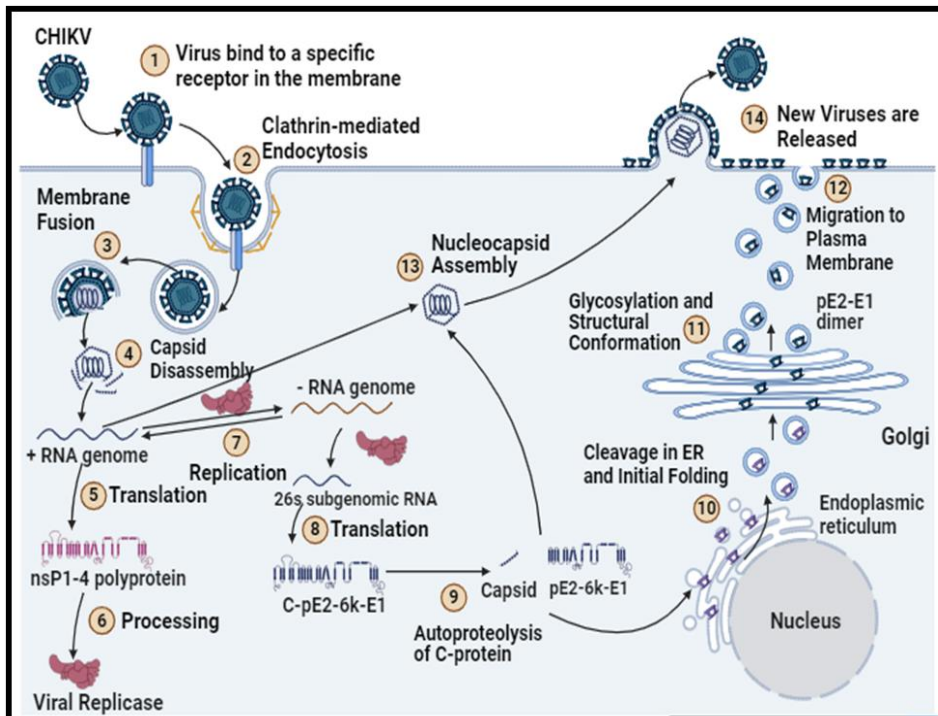 CHIKV
1 Virus bind to a specific
receptor in the membrane
Clathrin-mediated
2 Endocytosis
Membrane
Fusion
3
4 Capsid
Disassembly
+ RNA genome
- RNA genome
7
Replication
5 Translation
nsP1-4 polyprotein
6 Processing
Viral Replicase
26s subgenomic RNA
8 Translation
C-pE2-6k-E1
9
Autoproteolysis
of C-protein
Capsid
pE2-6k-E1
Cleavage in ER
and Initial Folding
10
Endoplasmic
reticulum
Nucleus
Golgi
Glycosylation and
Structural
Conformation
11
pE2-E1
dimer
12
Migration to
Plasma
Membrane
13 Nucleocapsid
Assembly
14 New Viruses are
Released